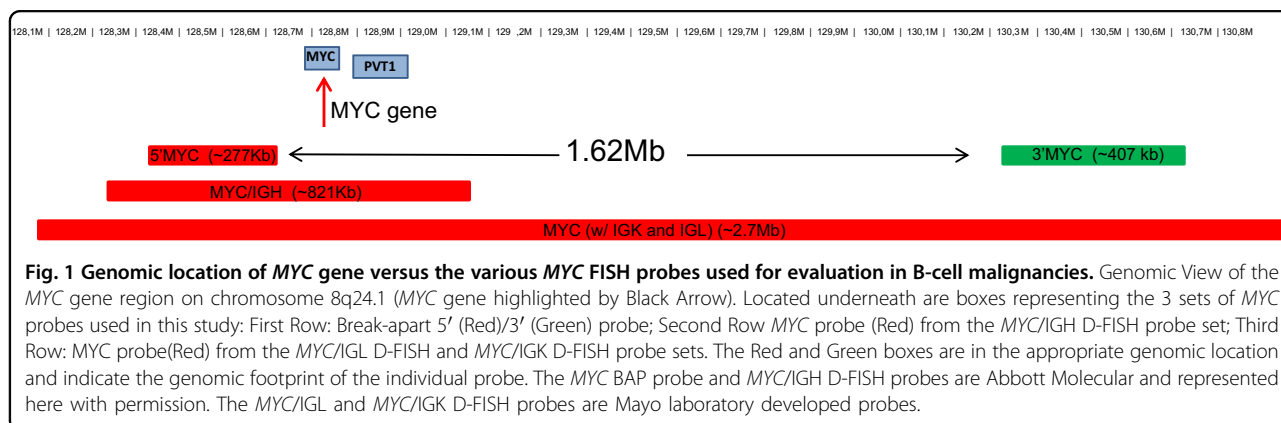 128,1M | 128,2M | 128,3M | 128,4M | 128,5M | 128,6M | 128,7M | 128,8M | 128,9M | 129,0M | 129,1M | 129 ,2M | 129,3M | 129,4M | 129,5M | 129,6M | 129,7M | 129,8M | 129,9M | 130,0M | 130,1M | 130,2M | 130,3 M | 130,4M | 130,5M | 130,6M | 130,7M | 130,8M
MYC
PVT1
MYC gene
5'MYC (~277Kb)
1.62Mb
3'MYC (~407 kb)
MYC/IGH (~821Kb)
MYC (w/ IGK and IGL) (~2.7Mb)
Fig. 1 Genomic location of MYC gene versus the various MYC FISH probes used for evaluation in B-cell malignancies. Genomic View of the
MYC gene region on chromosome 8q24.1 (MYC gene highlighted by Black Arrow). Located underneath are boxes representing the 3 sets of MYC
probes used in this study: First Row: Break-apart 5′ (Red)/3′ (Green) probe; Second Row MYC probe (Red) from the MYC/IGH D-FISH probe set; Third
Row: MYC probe(Red) from the MYC/IGL D-FISH and MYC/IGK D-FISH probe sets. The Red and Green boxes are in the appropriate genomic location
and indicate the genomic footprint of the individual probe. The MYC BAP probe and MYC/IGH D-FISH probes are Abbott Molecular and represented
here with permission. The MYC/IGL and MYC/IGK D-FISH probes are Mayo laboratory developed probes.